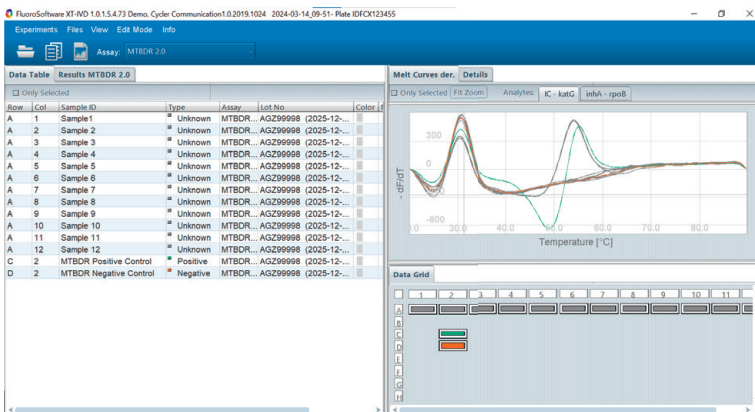 FluoroSoftware XT-IVD 1.0.1.5.4.73 Demo, Cycler Communication1.0.2019.1024 2024-03-14_09-51- Plate IDFCX123455
Experiments Files View Edit Mode Info
Assay: MTBDR 2.0
Data Table Results MTBDR 2.0
Only Selected
Row Col Sample ID Type Assay Lot No Color
A 1 Sample1 Unknown MTBDR... AGZ99998 (2025-12-...
A 2 Sample 2 Unknown MTBDR... AGZ99998 (2025-12-...
A 3 Sample 3 Unknown MTBDR... AGZ99998 (2025-12-...
A 4 Sample 4 Unknown MTBDR... AGZ99998 (2025-12-...
A 5 Sample 5 Unknown MTBDR... AGZ99998 (2025-12-...
A 6 Sample 6 Unknown MTBDR... AGZ99998 (2025-12-...
A 7 Sample 7 Unknown MTBDR... AGZ99998 (2025-12-...
A 8 Sample 8 Unknown MTBDR... AGZ99998 (2025-12-...
A 9 Sample 9 Unknown MTBDR... AGZ99998 (2025-12-...
A 10 Sample 10 Unknown MTBDR... AGZ99998 (2025-12-...
A 11 Sample 11 Unknown MTBDR... AGZ99998 (2025-12-...
A 12 Sample 12 Unknown MTBDR... AGZ99998 (2025-12-...
C 2 MTBDR Positive Control Positive MTBDR... AGZ99998 (2025-12-...
D 2 MTBDR Negative Control Negative MTBDR... AGZ99998 (2025-12-...
Melt Curves der. Details
Only Selected Fit Zoom Analytes: IC - katG inhA - rpoB
300
0
-600
- dF/dT
30.0 40.0 50.0 60.0 70.0 80.0
Temperature [°C]
Data Grid
1 2 3 4 5 6 7 8 9 10 11
A
B
C
D
E
F
G
H